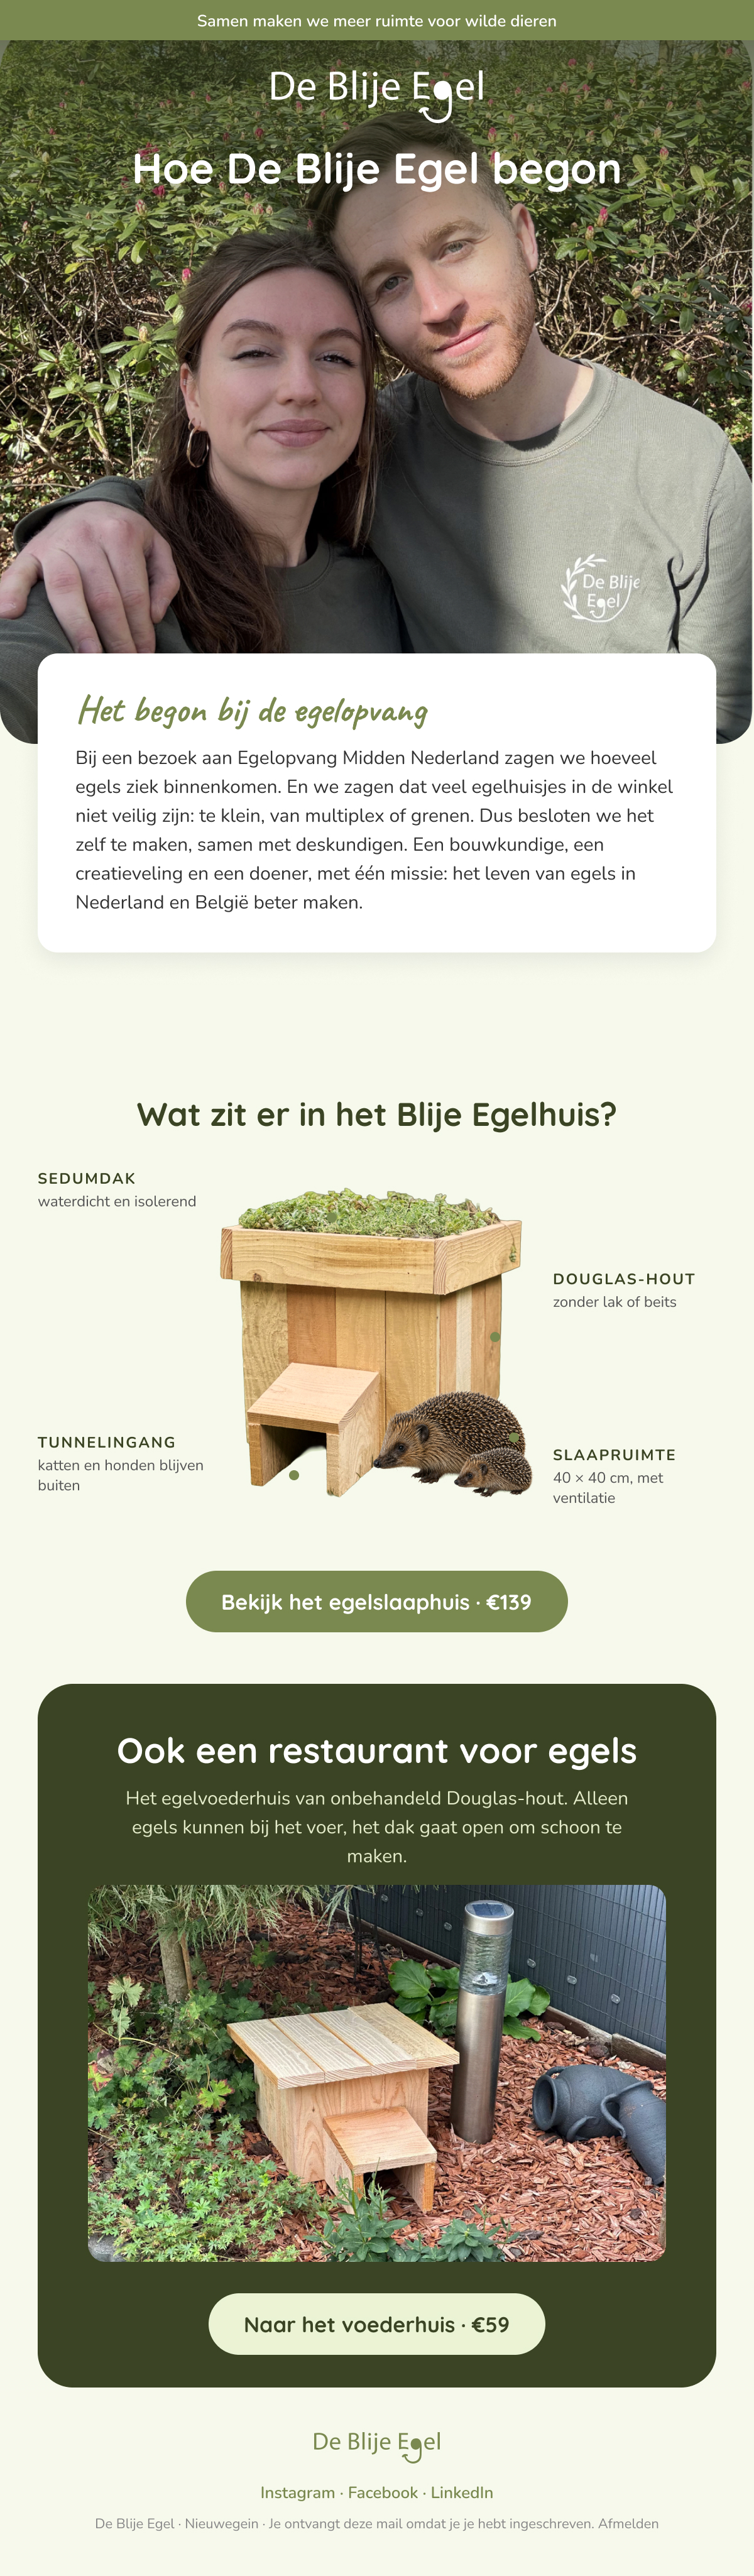 Samen maken we meer ruimte voor wilde dieren
De Blije Egel
Hoe De Blije Egel begon
De Blije
Egel
Het begon bij de egelopvang
Bij een bezoek aan Egelopvang Midden Nederland zagen we hoeveel
egels ziek binnenkomen. En we zagen dat veel egelhuisjes in de winkel
niet veilig zijn: te klein, van multiplex of grenen. Dus besloten we het
zelf te maken, samen met deskundigen. Een bouwkundige, een
creatieveling en een doener, met één missie: het leven van egels in
Nederland en België beter maken.
Wat zit er in het Blije Egelhuis?
SEDUMDAK
waterdicht en isolerend
DOUGLAS-HOUT
zonder lak of beits
TUNNELINGANG
katten en honden blijven
buiten
SLAAPRUIMTE
40 × 40 cm, met
ventilatie
Bekijk het egelslaaphuis · €139
Ook een restaurant voor egels
Het egelvoederhuis van onbehandeld Douglas-hout. Alleen
egels kunnen bij het voer, het dak gaat open om schoon te
maken.
Naar het voederhuis · €59
De Blije Egel
Instagram · Facebook · LinkedIn
De Blije Egel · Nieuwegein · Je ontvangt deze mail omdat je je hebt ingeschreven. Afmelden